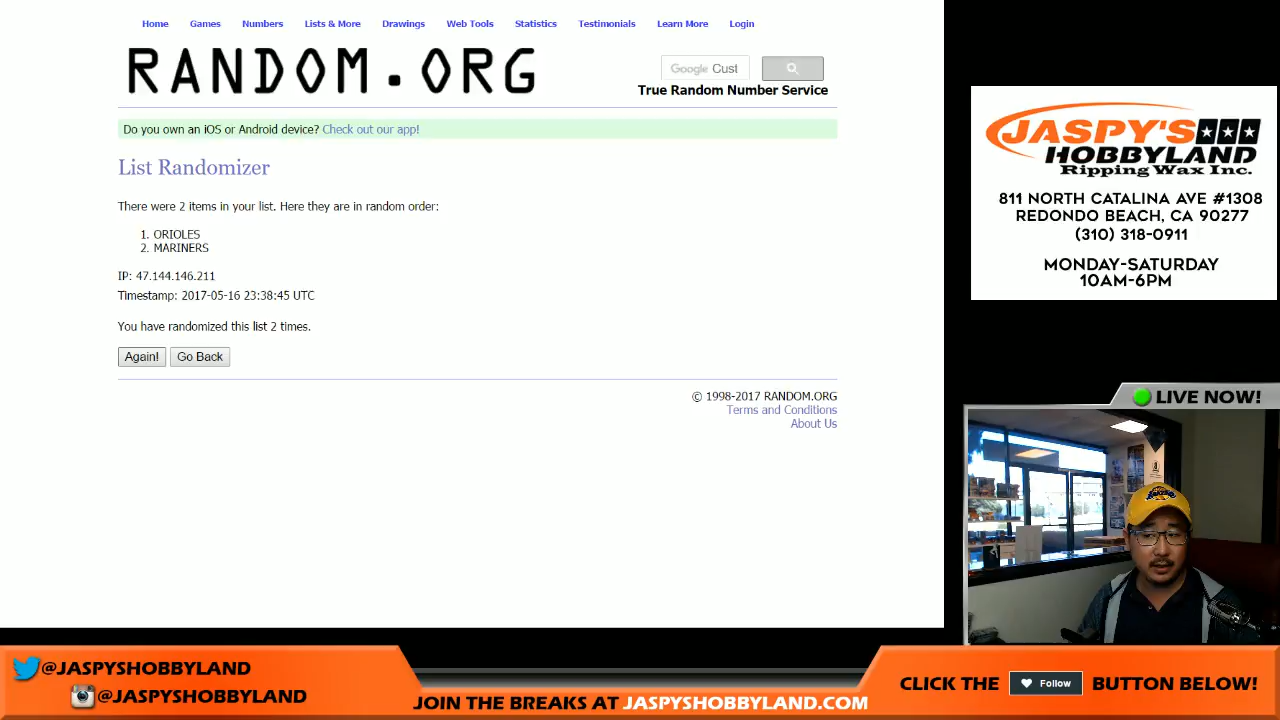 Home Games Numbers Lists & More Drawings Web Tools Statistics Testimonials Learn More Login
RANDOM.ORG
Google Cust
True Random Number Service
Do you own an iOS or Android device? Check out our app!
List Randomizer
There were 2 items in your list. Here they are in random order:
1. ORIOLES
2. MARINERS
IP: 47.144.146.211
Timestamp: 2017-05-16 23:38:45 UTC
You have randomized this list 2 times.
Again! Go Back
© 1998-2017 RANDOM.ORG
Terms and Conditions
About Us
JASPY'S
HOBBYLAND
Ripping Wax Inc.
811 NORTH CATALINA AVE #1308
REDONDO BEACH, CA 90277
(310) 318-0911
MONDAY-SATURDAY
10AM-6PM
LIVE NOW!
@JASPYSHOBBYLAND
@JASPYSHOBBYLAND
JOIN THE BREAKS AT JASPYSHOBBYLAND.COM
CLICK THE Follow BUTTON BELOW!